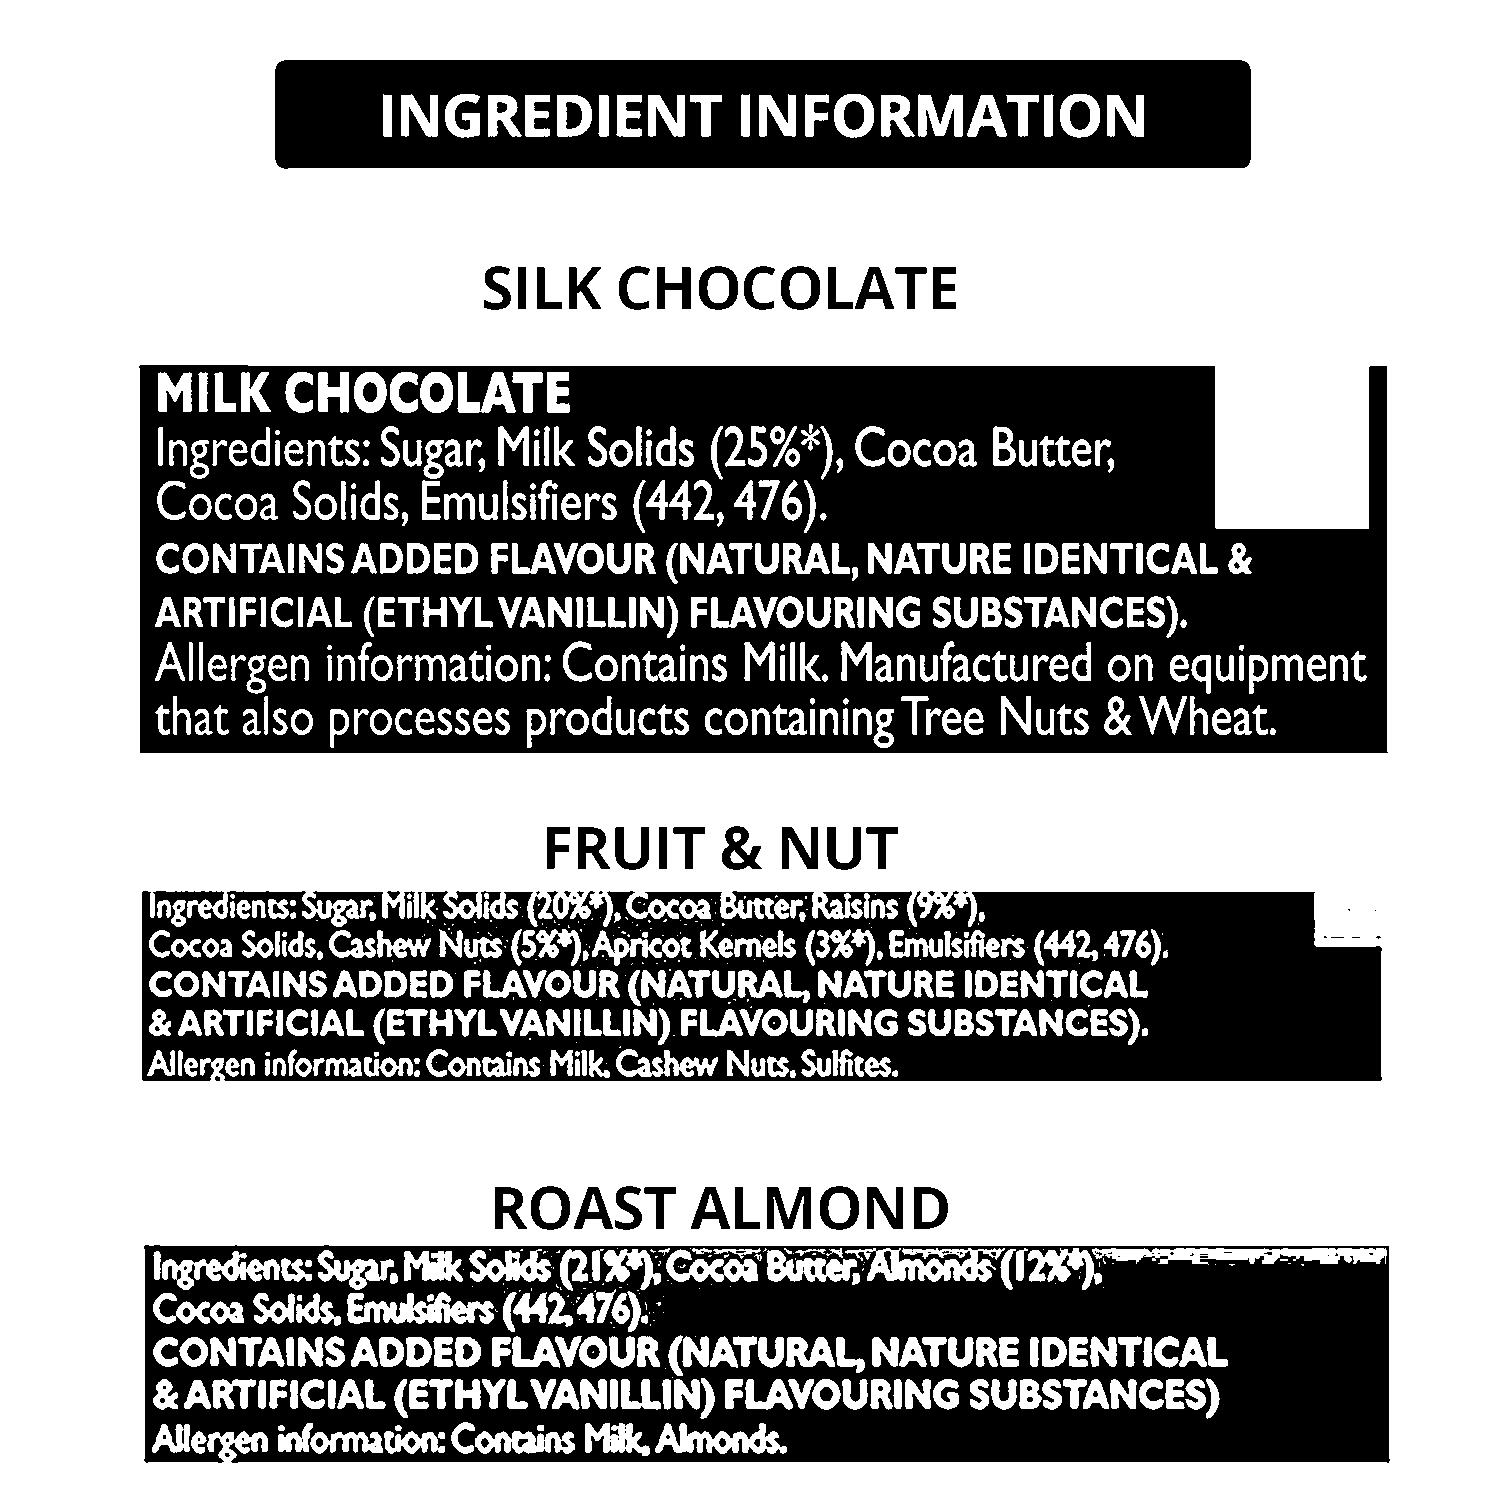 INGREDIENT INFORMATION
SILK CHOCOLATE
MILK CHOCOLATE
Ingredients: Sugar, Milk Solids (25%*), Cocoa Butter,
Cocoa Solids, Emulsifiers (442, 476).
CONTAINS ADDED FLAVOUR (NATURAL, NATURE IDENTICAL &
ARTIFICIAL (ETHYL VANILLIN) FLAVOURING SUBSTANCES).
Allergen information: Contains Milk. Manufactured on equipment
that also processes products containing Tree Nuts & Wheat.
FRUIT & NUT
Ingredients: Sugar, Milk Solids (20%*), Cocoa Butter, Raisins (9%*),
Cocoa Solids, Cashew Nuts (5%*), Apricot Kernels (3%*), Emulsifiers (442, 476).
CONTAINS ADDED FLAVOUR (NATURAL, NATURE IDENTICAL
& ARTIFICIAL (ETHYL VANILLIN) FLAVOURING SUBSTANCES).
Allergen information: Contains Milk, Cashew Nuts, Sulfites.
ROAST ALMOND
Ingredients: Sugar, Milk Solids (21%*), Cocoa Butter, Almonds (12%*),
Cocoa Solids, Emulsifiers (442, 476).
CONTAINS ADDED FLAVOUR (NATURAL, NATURE IDENTICAL
& ARTIFICIAL (ETHYL VANILLIN) FLAVOURING SUBSTANCES)
Allergen information: Contains Milk, Almonds.